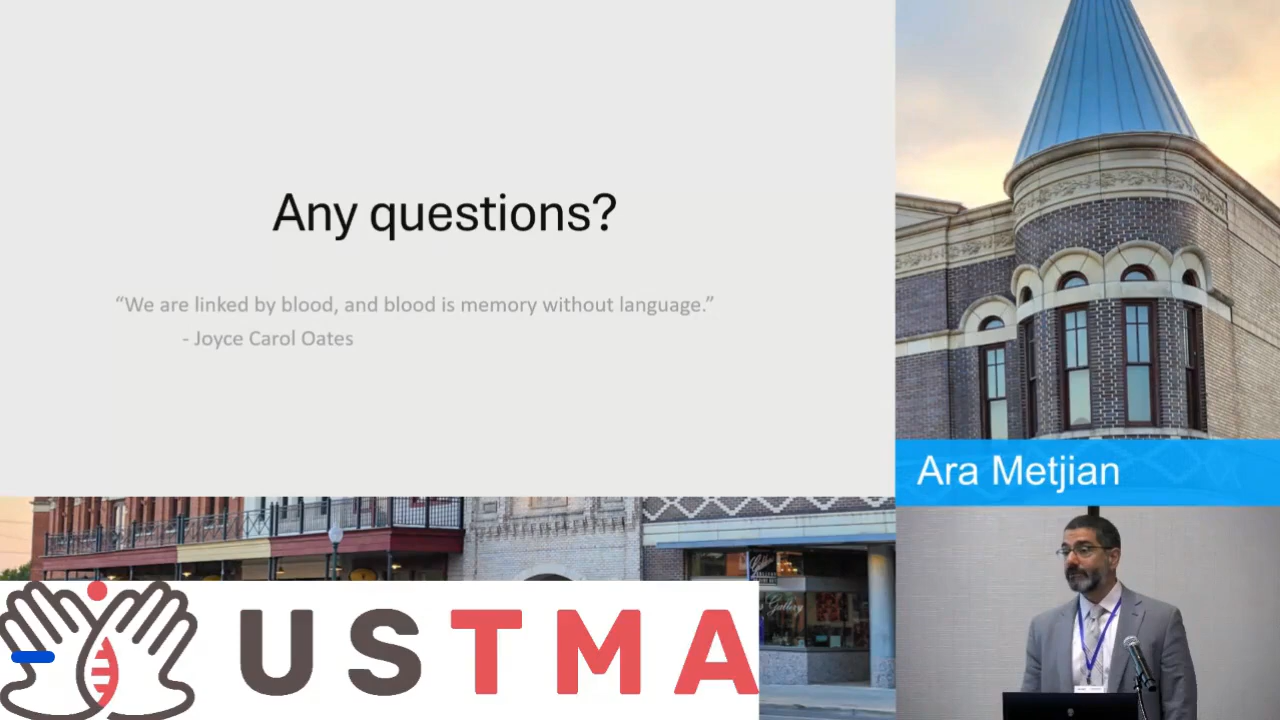 Any questions?
“We are linked by blood, and blood is memory without language.”
- Joyce Carol Oates
Ara Metjian
USTMA
Gallery